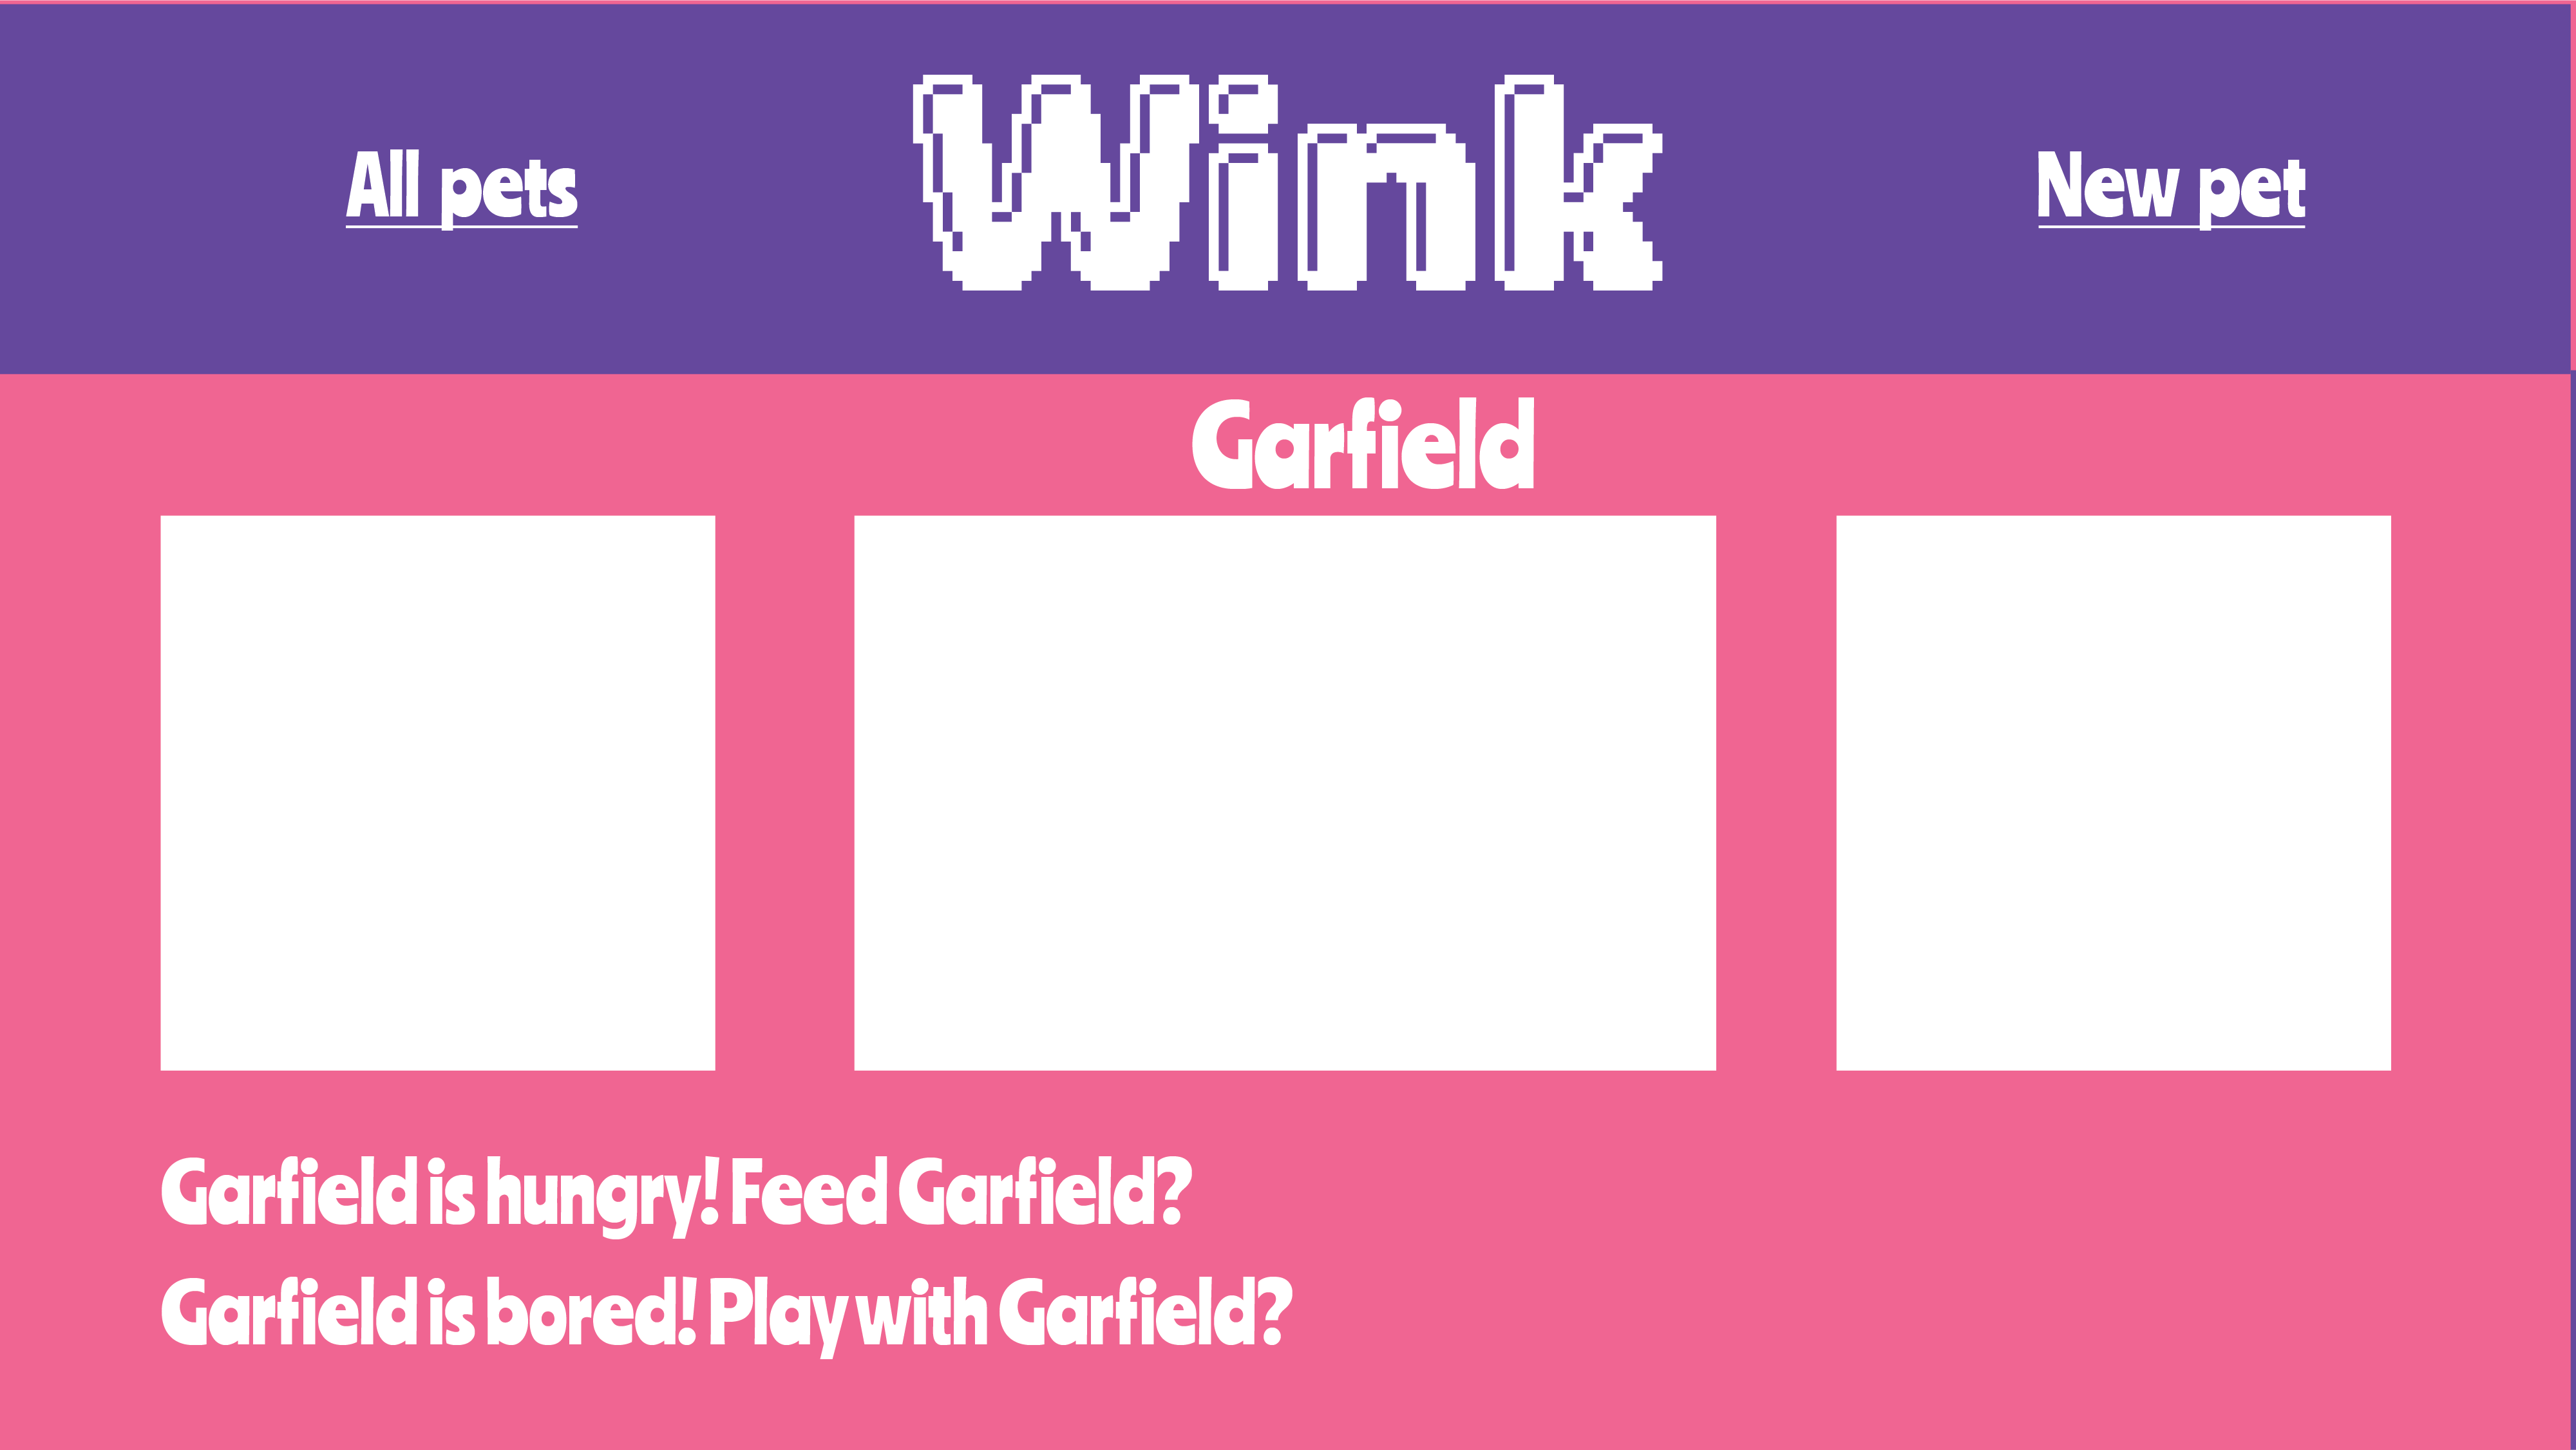 All pets
Wink
New pet
Garfield
Garfield is hungry! Feed Garfield?
Garfield is bored! Play with Garfield?